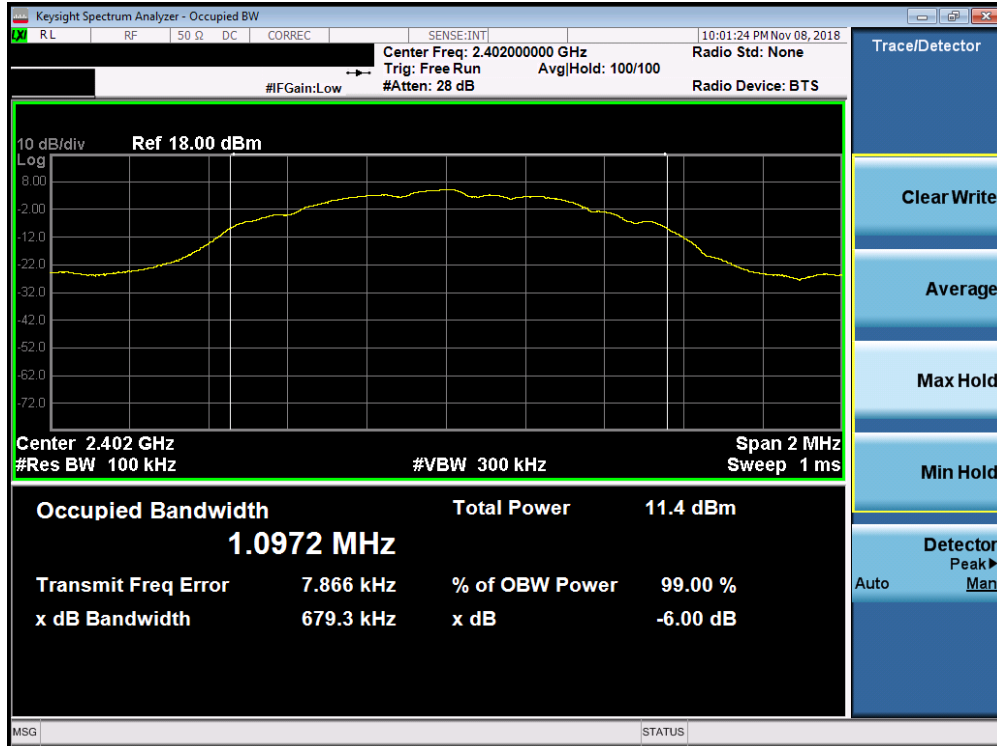 Keysight Spectrum Analyzer - Occupied BW
LXI RL RF 50 Ω DC CORREC SENSE:INT 10:01:24 PM Nov 08, 2018
Center Freq: 2.402000000 GHz Radio Std: None
Trig: Free Run Avg|Hold: 100/100
#IFGain:Low #Atten: 28 dB Radio Device: BTS
10 dB/div Ref 18.00 dBm
Log
8.00
-2.00
-12.0
-22.0
-32.0
-42.0
-52.0
-62.0
-72.0
Center 2.402 GHz Span 2 MHz
#Res BW 100 kHz #VBW 300 kHz Sweep 1 ms
Occupied Bandwidth Total Power 11.4 dBm
1.0972 MHz
Transmit Freq Error 7.866 kHz % of OBW Power 99.00 %
x dB Bandwidth 679.3 kHz x dB -6.00 dB
MSG STATUS
Trace/Detector
Clear Write
Average
Max Hold
Min Hold
Detector
Peak▶
Auto Man